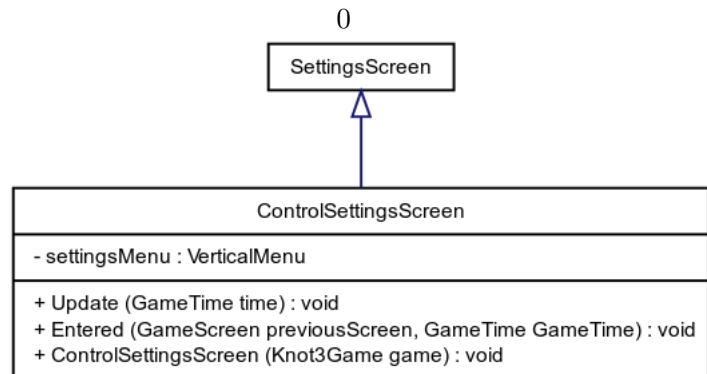 0
SettingsScreen
ControlSettingsScreen
- settingsMenu : VerticalMenu
+ Update (GameTime time) : void
+ Entered (GameScreen previousScreen, GameTime GameTime) : void
+ ControlSettingsScreen (Knot3Game game) : void